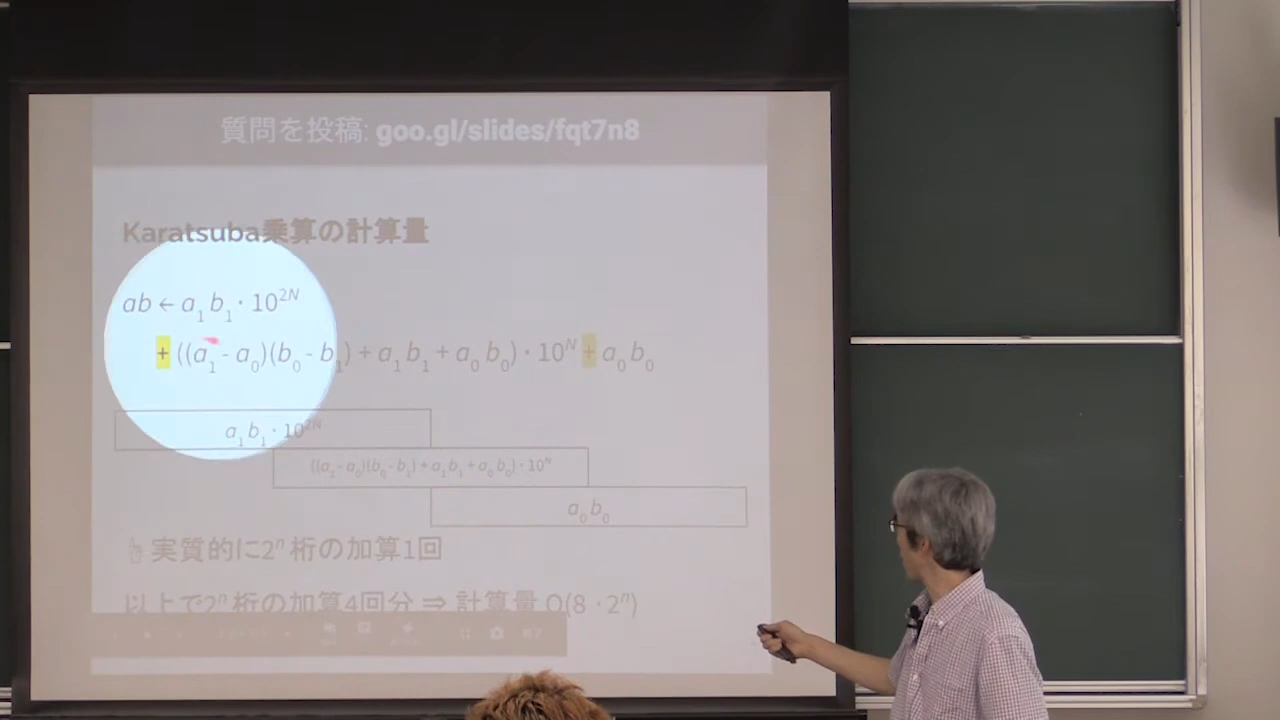 質問を投稿: goo.gl/slides/fqt7n8
Karatsuba乗算の計算量
ab ← a₁b₁ · 10²ᴺ
+ ((a₁ - a₀)(b₀ - b₁) + a₁b₁ + a₀b₀) · 10ᴺ + a₀b₀
a₁b₁ · 10²ᴺ
((a₁ - a₀)(b₀ - b₁) + a₁b₁ + a₀b₀) · 10ᴺ
a₀b₀
☝ 実質的に2ⁿ桁の加算1回
以上で2ⁿ桁の加算4回分 ⇒ 計算量 O(8 · 2ⁿ)